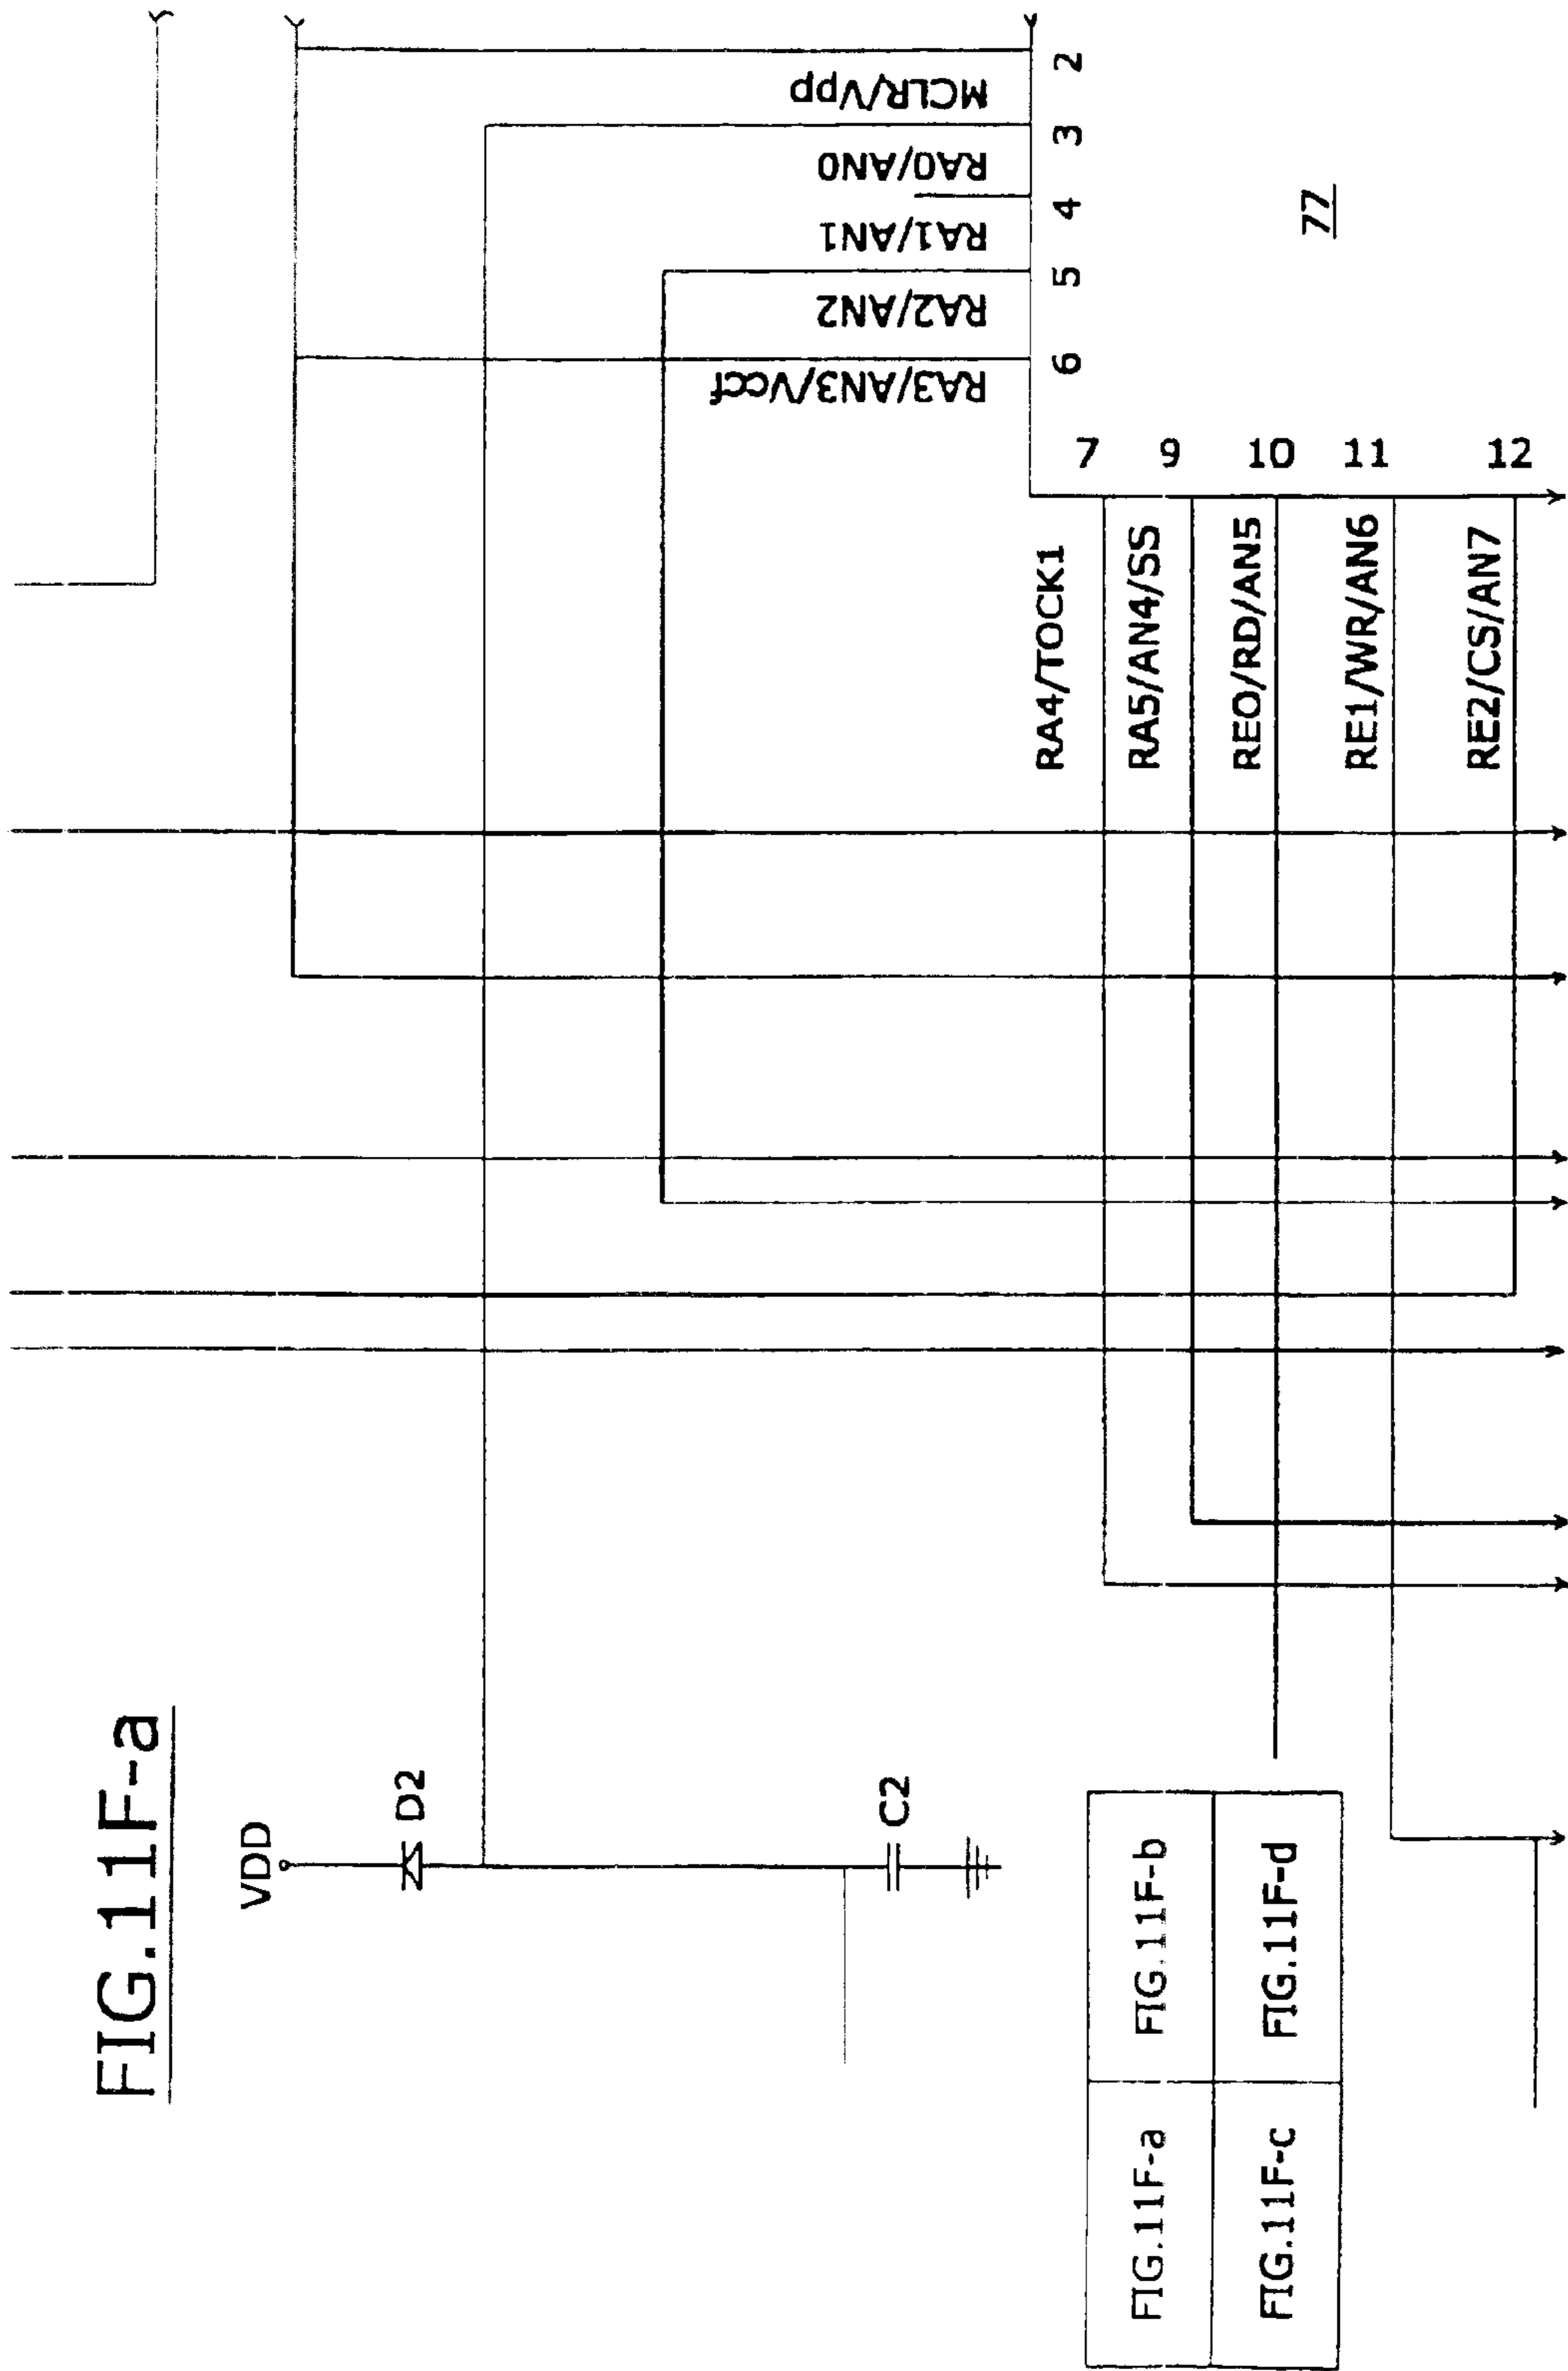 FIG.11F-a
VDD
D2
C2
2
MCLR/Vpp
3
RA0/AN0
4
RA1/AN1
5
RA2/AN2
6
RA3/AN3/Vccf
7
RA4/TOCK1
9
RA5/AN4/SS
10
REO/RD/AN5
11
RE1/WR/AN6
12
RE2/CS/AN7
77
FIG.11F-a FIG.11F-b
FIG.11F-c FIG.11F-d